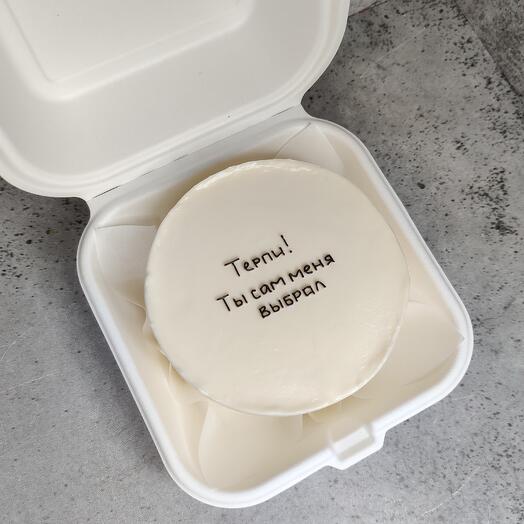 Терпи!
Ты сам меня
выбрал